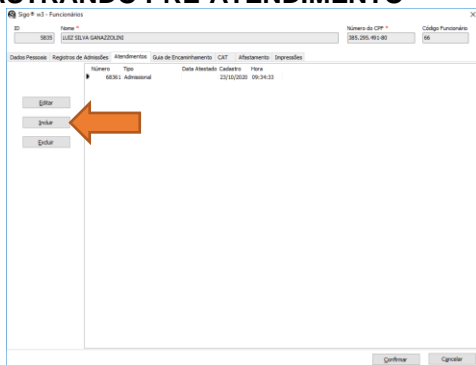 CADASTRANDO PRÉ-ATENDIMENTO
Sigo ® w3 - Funcionários
ID Nome * Número do CPF * Código Funcionário
5835 LUIZ SILVA GANAZZOLINI 385.295.491-80 66
Dados Pessoais Registros de Admissões Atendimentos Guia de Encaminhamento CAT Afastamento Impressões
Número Tipo Data Atestado Cadastro Hora
68361 Admissional 23/10/2020 09:34:33
Editar
Incluir
Excluir
Confirmar Cancelar